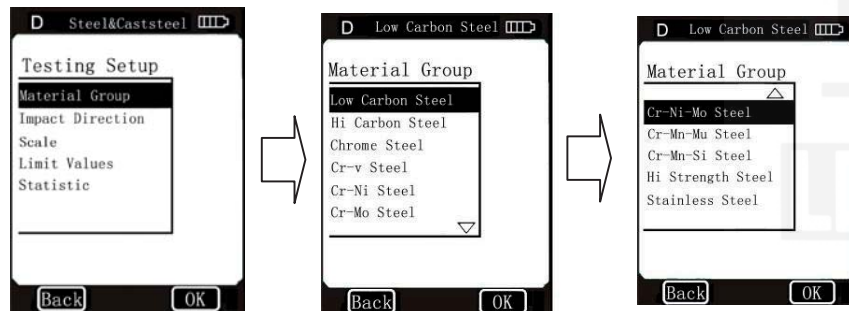 D Steel&Caststeel
Testing Setup
Material Group
Impact Direction
Scale
Limit Values
Statistic
Back OK
D Low Carbon Steel
Material Group
Low Carbon Steel
Hi Carbon Steel
Chrome Steel
Cr-v Steel
Cr-Ni Steel
Cr-Mo Steel
Back OK
D Low Carbon Steel
Material Group
Cr-Ni-Mo Steel
Cr-Mn-Mu Steel
Cr-Mn-Si Steel
Hi Strength Steel
Stainless Steel
Back OK